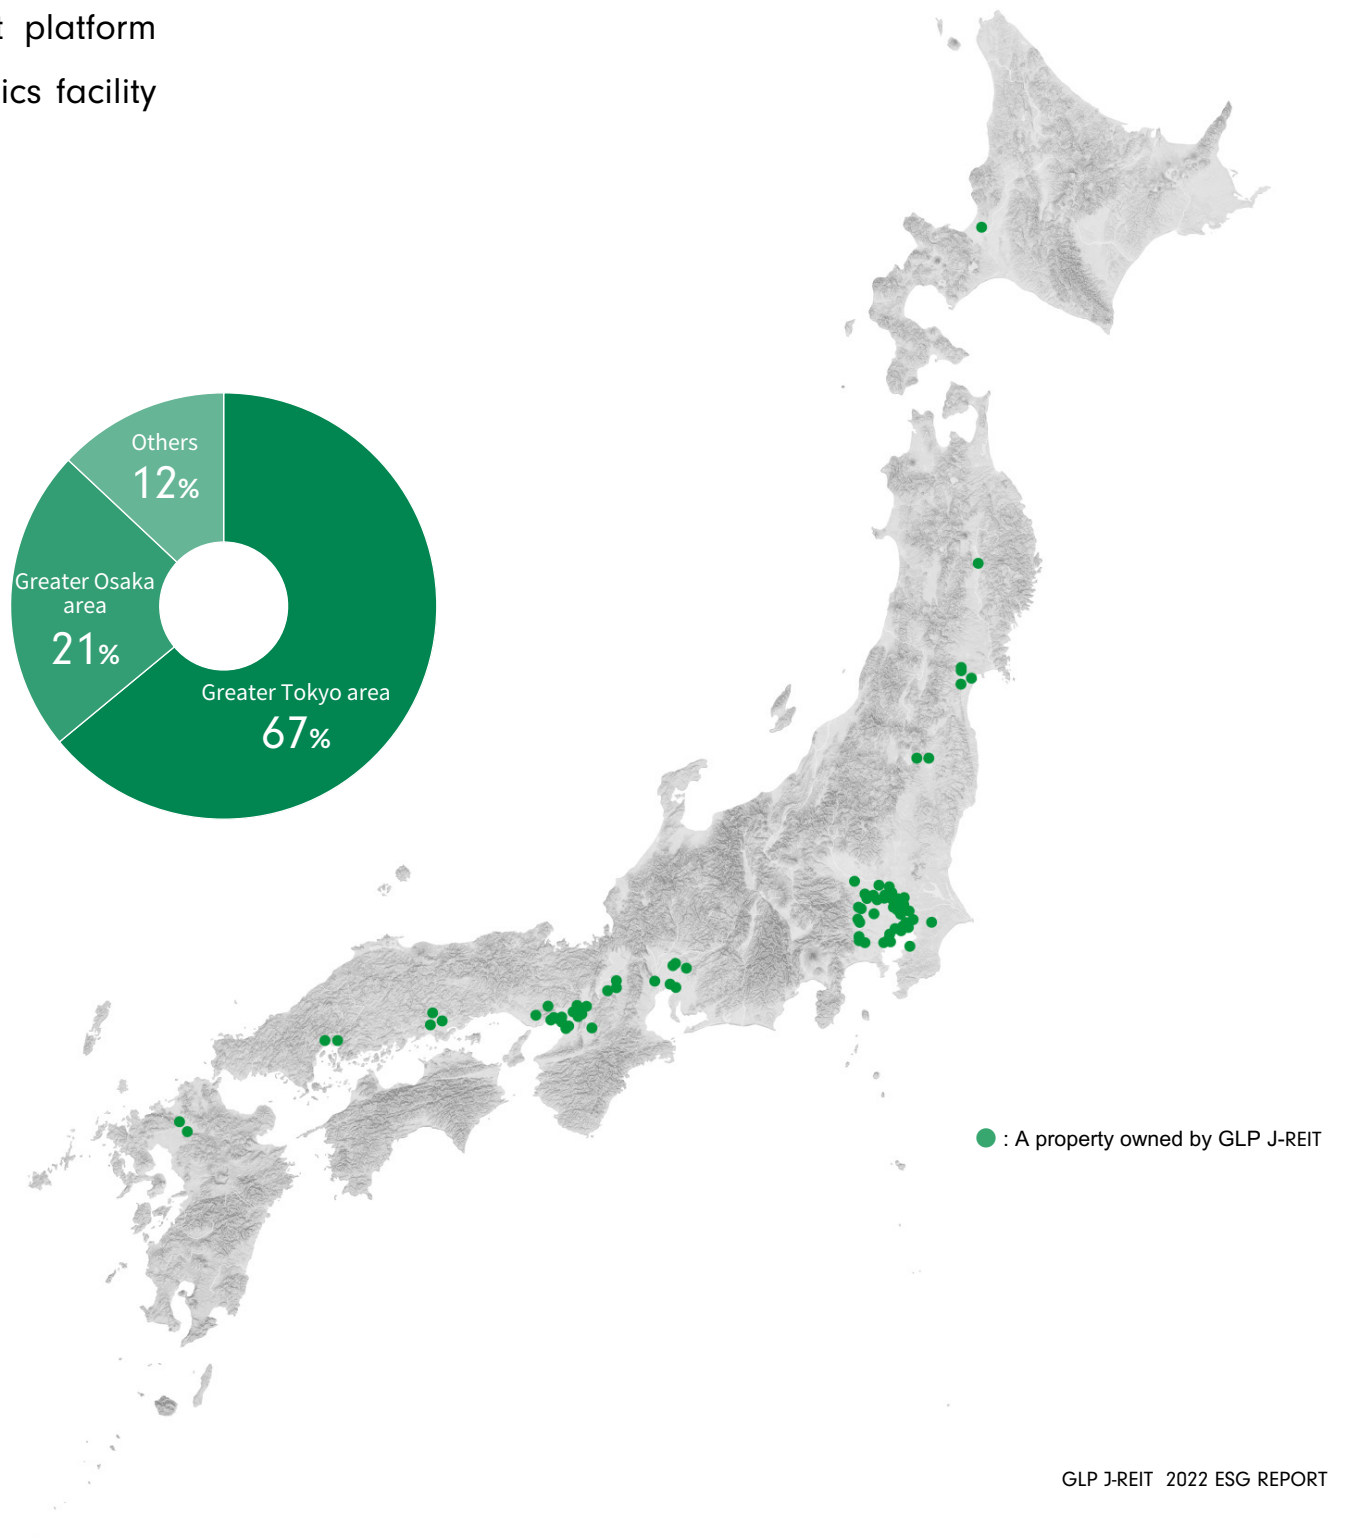 t platform
ics facility
Others
12%
Greater Osaka
area
21%
Greater Tokyo area
67%
: A property owned by GLP J-REIT
GLP J-REIT 2022 ESG REPORT